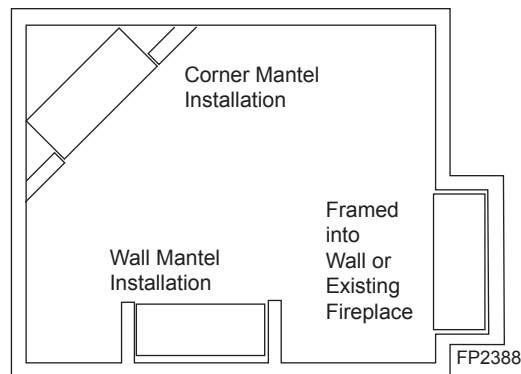 Corner Mantel
Installation
Framed
into
Wall or
Existing
Fireplace
Wall Mantel
Installation
FP2388